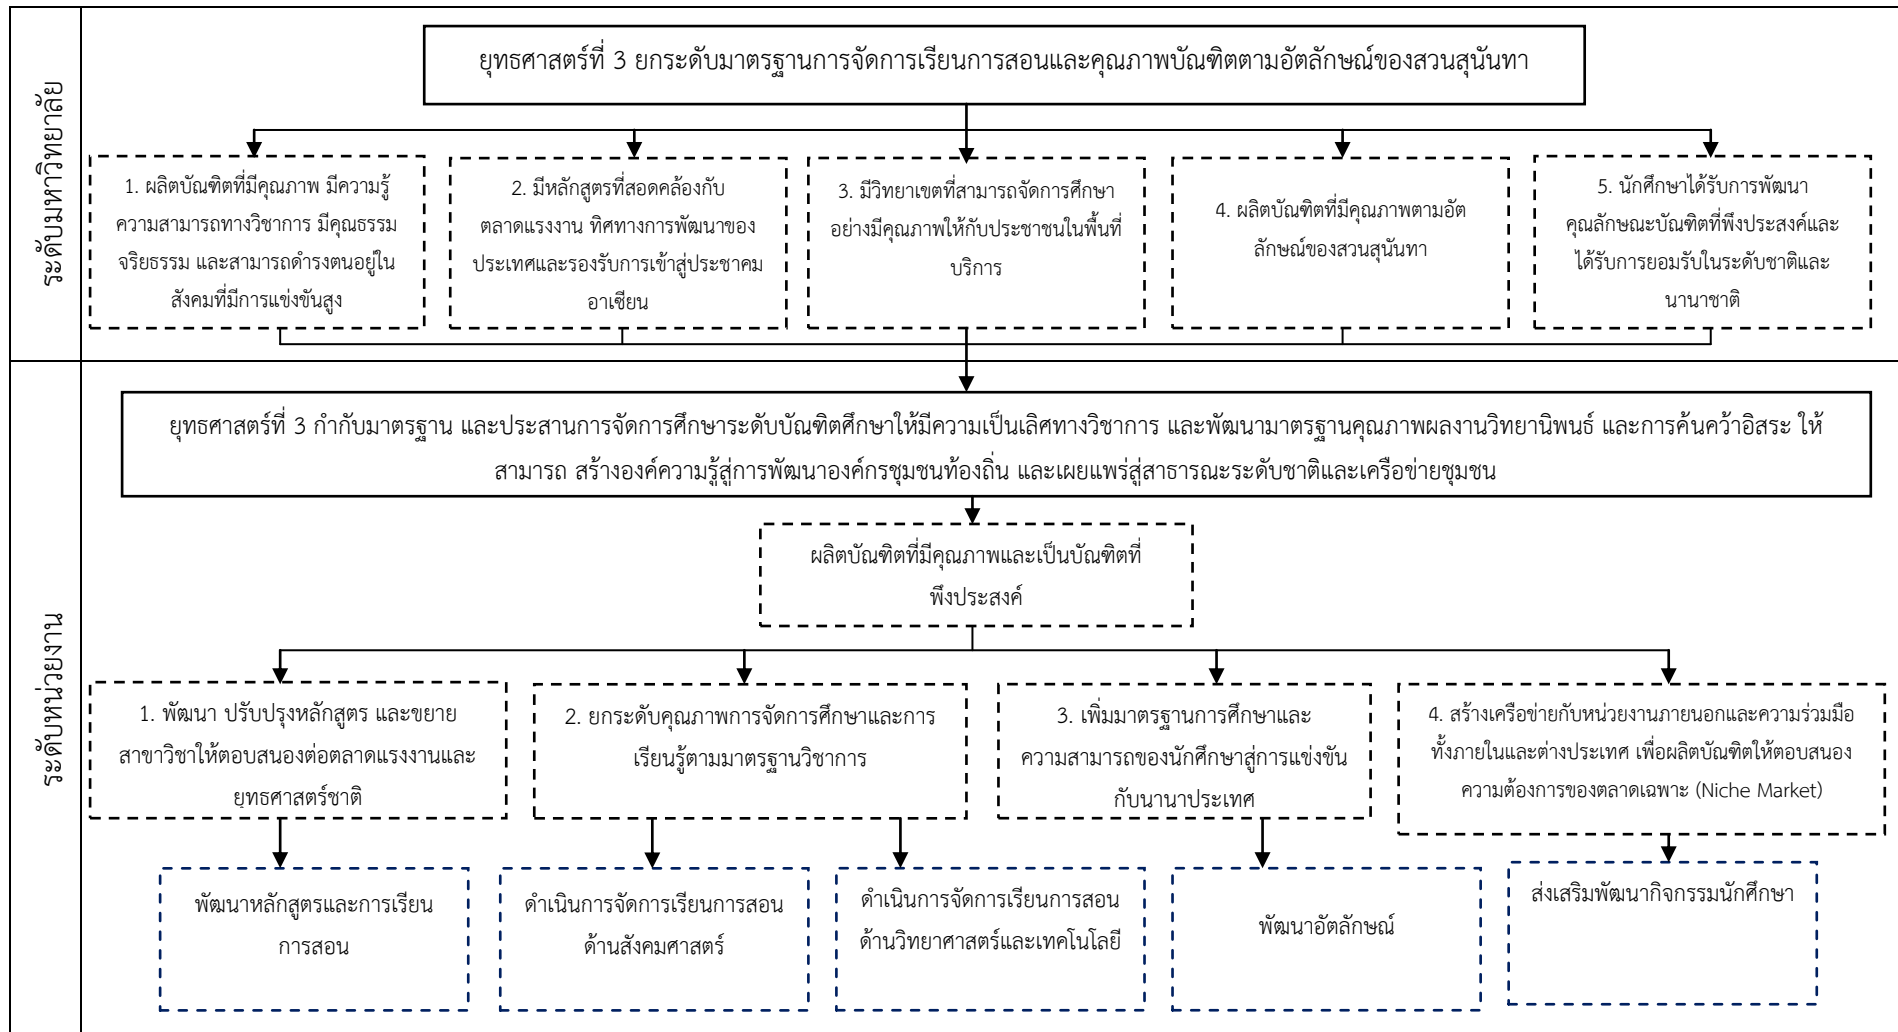 ระดับมหาวิทยาลัย
ยุทธศาสตร์ที่ 3 ยกระดับมาตรฐานการจัดการเรียนการสอนและคุณภาพบัณฑิตตามอัตลักษณ์ของสวนสุนันทา
1. ผลิตบัณฑิตที่มีคุณภาพ มีความรู้
ความสามารถทางวิชาการ มีคุณธรรม
จริยธรรม และสามารถดำรงตนอยู่ใน
สังคมที่มีการแข่งขันสูง
2. มีหลักสูตรที่สอดคล้องกับ
ตลาดแรงงาน ทิศทางการพัฒนาของ
ประเทศและรองรับการเข้าสู่ประชาคม
อาเซียน
3. มีวิทยาเขตที่สามารถจัดการศึกษา
อย่างมีคุณภาพให้กับประชาชนในพื้นที่
บริการ
4. ผลิตบัณฑิตที่มีคุณภาพตามอัต
ลักษณ์ของสวนสุนันทา
5. นักศึกษาได้รับการพัฒนา
คุณลักษณะบัณฑิตที่พึงประสงค์และ
ได้รับการยอมรับในระดับชาติและ
นานาชาติ
ระดับหน่วยงาน
ยุทธศาสตร์ที่ 3 กำกับมาตรฐาน และประสานการจัดการศึกษาระดับบัณฑิตศึกษาให้มีความเป็นเลิศทางวิชาการ และพัฒนามาตรฐานคุณภาพผลงานวิทยานิพนธ์ และการค้นคว้าอิสระ ให้
สามารถ สร้างองค์ความรู้สู่การพัฒนาองค์กรชุมชนท้องถิ่น และเผยแพร่สู่สาธารณะระดับชาติและเครือข่ายชุมชน
ผลิตบัณฑิตที่มีคุณภาพและเป็นบัณฑิตที่
พึงประสงค์
1. พัฒนา ปรับปรุงหลักสูตร และขยาย
สาขาวิชาให้ตอบสนองต่อตลาดแรงงานและ
ยุทธศาสตร์ชาติ
2. ยกระดับคุณภาพการจัดการศึกษาและการ
เรียนรู้ตามมาตรฐานวิชาการ
3. เพิ่มมาตรฐานการศึกษาและ
ความสามารถของนักศึกษาสู่การแข่งขัน
กับนานาประเทศ
4. สร้างเครือข่ายกับหน่วยงานภายนอกและความร่วมมือ
ทั้งภายในและต่างประเทศ เพื่อผลิตบัณฑิตให้ตอบสนอง
ความต้องการของตลาดเฉพาะ (Niche Market)
พัฒนาหลักสูตรและการเรียน
การสอน
ดำเนินการจัดการเรียนการสอน
ด้านสังคมศาสตร์
ดำเนินการจัดการเรียนการสอน
ด้านวิทยาศาสตร์และเทคโนโลยี
พัฒนาอัตลักษณ์
ส่งเสริมพัฒนากิจกรรมนักศึกษา